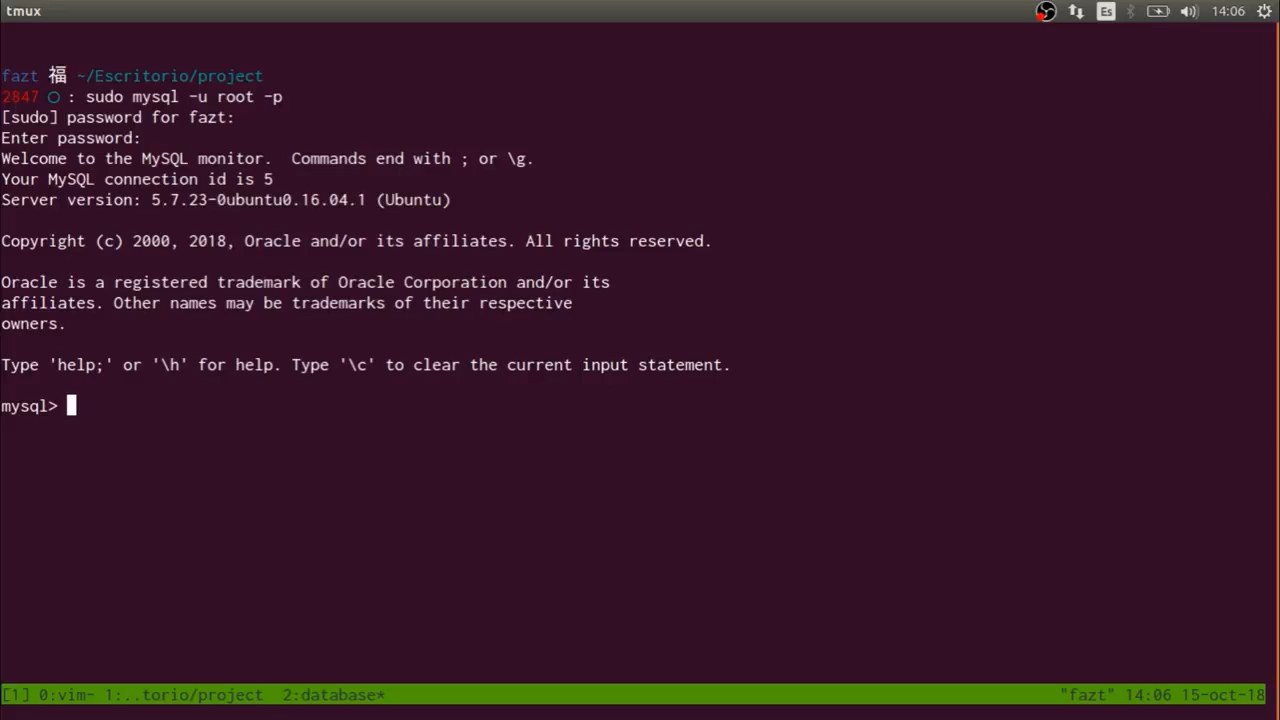 tmux
Es
14:06
fazt 福 ~/Escritorio/project
2847 ○ : sudo mysql -u root -p
[sudo] password for fazt:
Enter password:
Welcome to the MySQL monitor.  Commands end with ; or \g.
Your MySQL connection id is 5
Server version: 5.7.23-0ubuntu0.16.04.1 (Ubuntu)
Copyright (c) 2000, 2018, Oracle and/or its affiliates. All rights reserved.
Oracle is a registered trademark of Oracle Corporation and/or its
affiliates. Other names may be trademarks of their respective
owners.
Type 'help;' or '\h' for help. Type '\c' to clear the current input statement.
mysql>
[1] 0:vim- 1:..torio/project  2:database*
"fazt" 14:06 15-oct-18